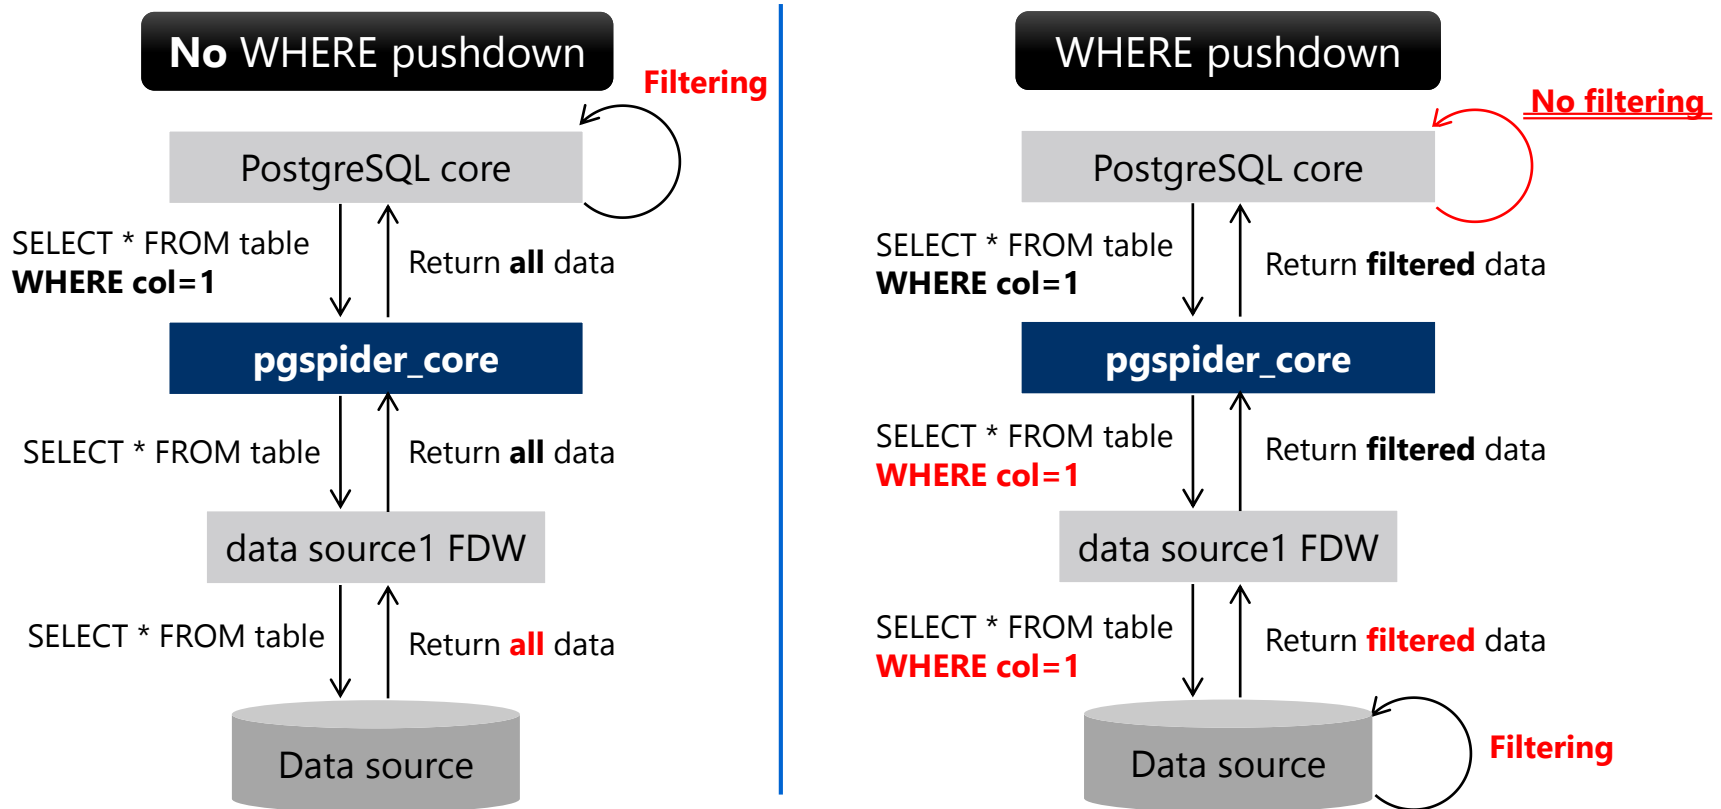 No WHERE pushdown
Filtering
PostgreSQL core
SELECT * FROM table
WHERE col=1
Return all data
pgspider_core
SELECT * FROM table
Return all data
data source1 FDW
SELECT * FROM table
Return all data
Data source
WHERE pushdown
No filtering
PostgreSQL core
SELECT * FROM table
WHERE col=1
Return filtered data
pgspider_core
SELECT * FROM table
WHERE col=1
Return filtered data
data source1 FDW
SELECT * FROM table
WHERE col=1
Return filtered data
Data source
Filtering